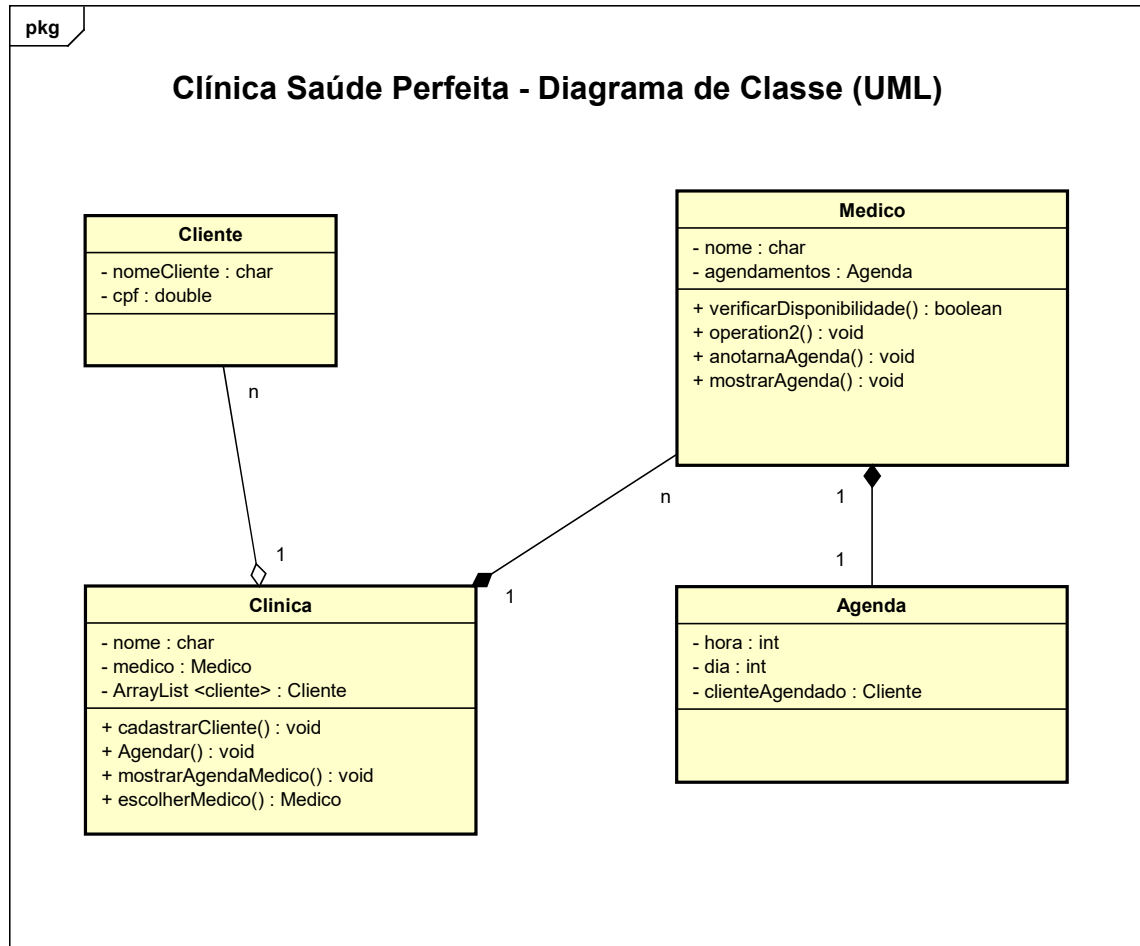 pkg
Clínica Saúde Perfeita - Diagrama de Classe (UML)
Cliente
- nomeCliente : char
- cpf : double
n
Medico
- nome : char
- agendamentos : Agenda
+ verificarDisponibilidade() : boolean
+ operation2() : void
+ anotarnaAgenda() : void
+ mostrarAgenda() : void
n
1
1
1
1
Clinica
- nome : char
- medico : Medico
- ArrayList <cliente> : Cliente
+ cadastrarCliente() : void
+ Agendar() : void
+ mostrarAgendaMedico() : void
+ escolherMedico() : Medico
Agenda
- hora : int
- dia : int
- clienteAgendado : Cliente